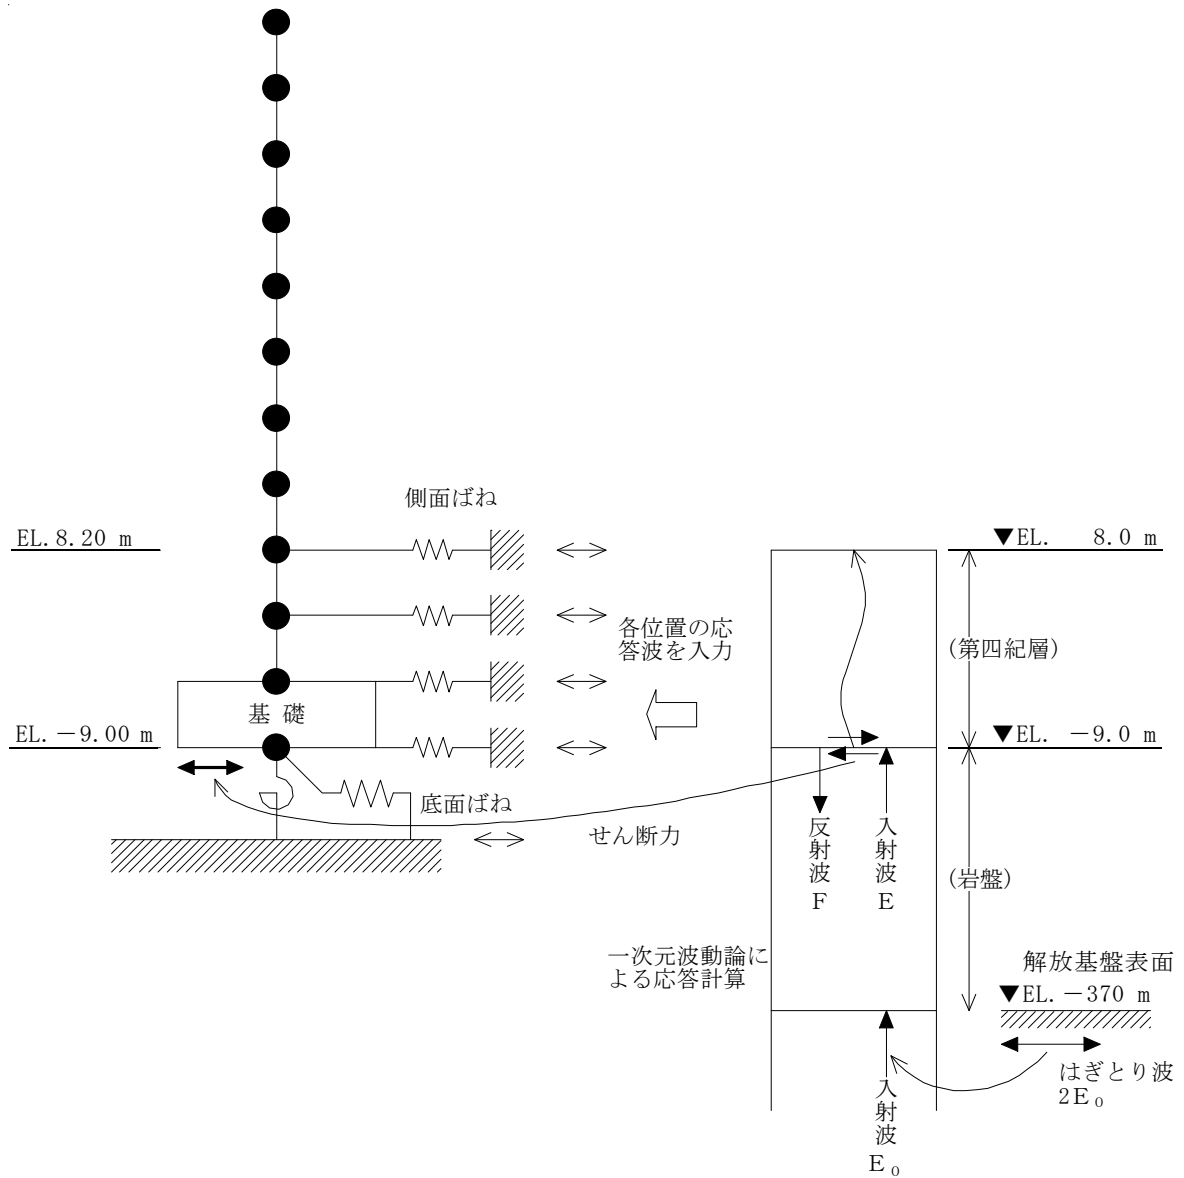 側面ばね
EL.8.20 m
▼EL. 8.0 m
各位置の応
答波を入力
(第四紀層)
基 礎
EL.－9.00 m
▼EL. －9.0 m
底面ばね
せん断力
反射波F
入射波E
(岩盤)
一次元波動論に
よる応答計算
解放基盤表面
▼EL.－370 m
はぎとり波
2E₀
入射波E₀